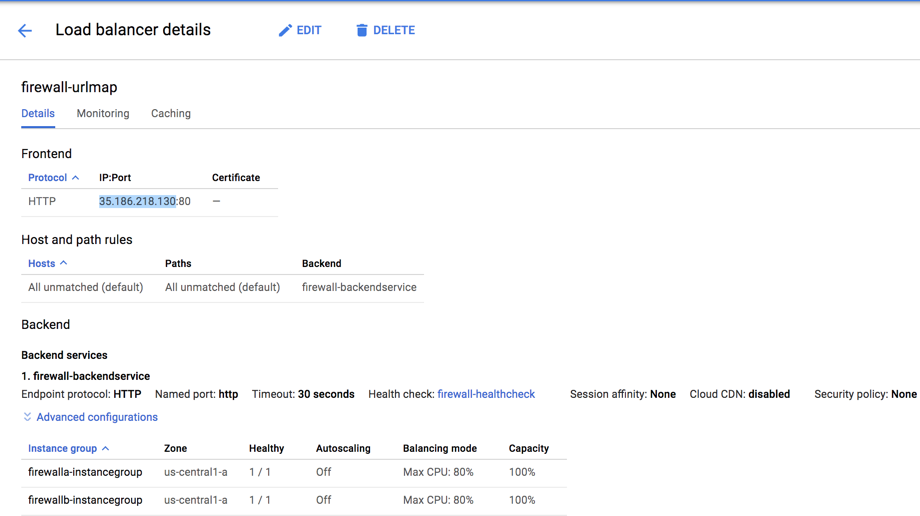 Load balancer details EDIT DELETE
firewall-urlmap
Details Monitoring Caching
Frontend
Protocol IP:Port Certificate
HTTP 35.186.218.130:80 —
Host and path rules
Hosts Paths Backend
All unmatched (default) All unmatched (default) firewall-backendservice
Backend
Backend services
1. firewall-backendservice
Endpoint protocol: HTTP Named port: http Timeout: 30 seconds Health check: firewall-healthcheck Session affinity: None Cloud CDN: disabled Security policy: None
Advanced configurations
Instance group Zone Healthy Autoscaling Balancing mode Capacity
firewalla-instancegroup us-central1-a 1 / 1 Off Max CPU: 80% 100%
firewallb-instancegroup us-central1-a 1 / 1 Off Max CPU: 80% 100%